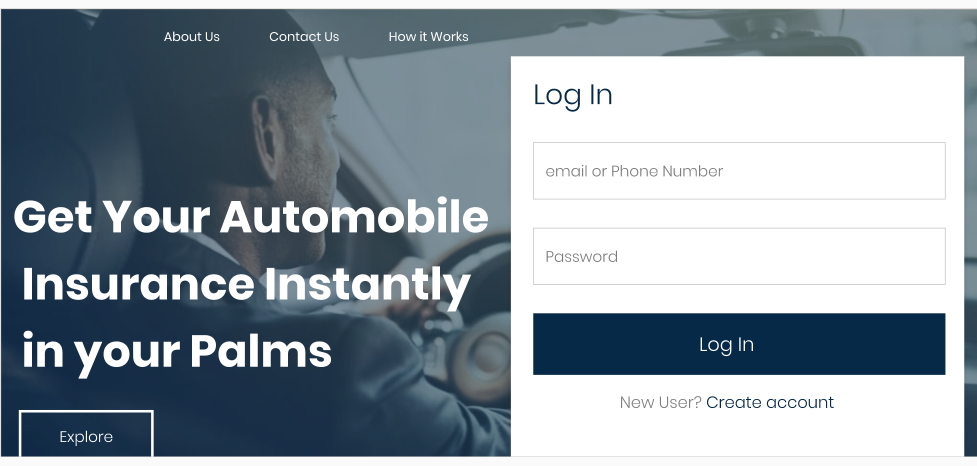 About Us Contact Us How it Works
Get Your Automobile
Insurance Instantly
in your Palms
Explore
Log In
email or Phone Number
Password
Log In
New User? Create account